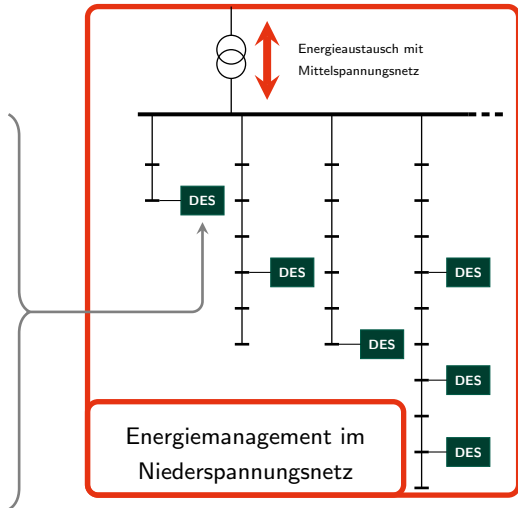 Energieaustausch mit
Mittelspannungsnetz
DES
DES
DES
DES
DES
DES
Energiemanagement im
Niederspannungsnetz